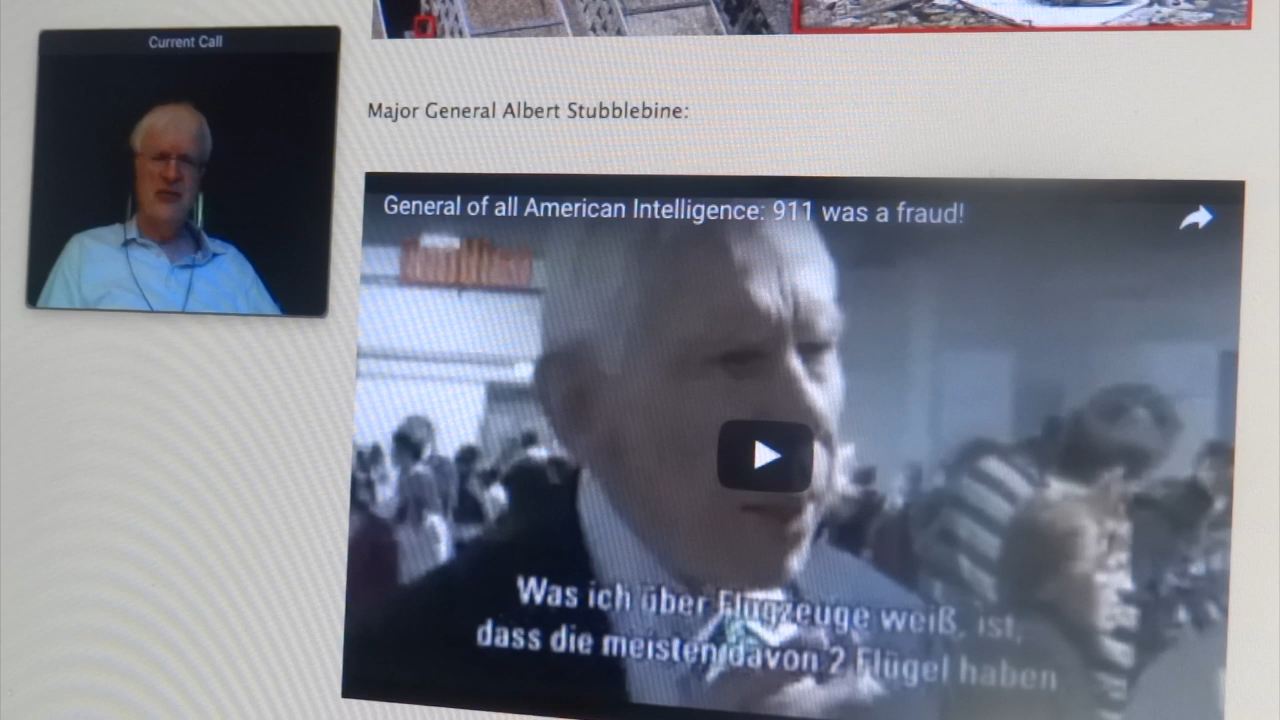 Current Call
Major General Albert Stubblebine:
General of all American Intelligence: 911 was a fraud!
Was ich über Flugzeuge weiß, ist,
dass die meisten davon 2 Flügel haben